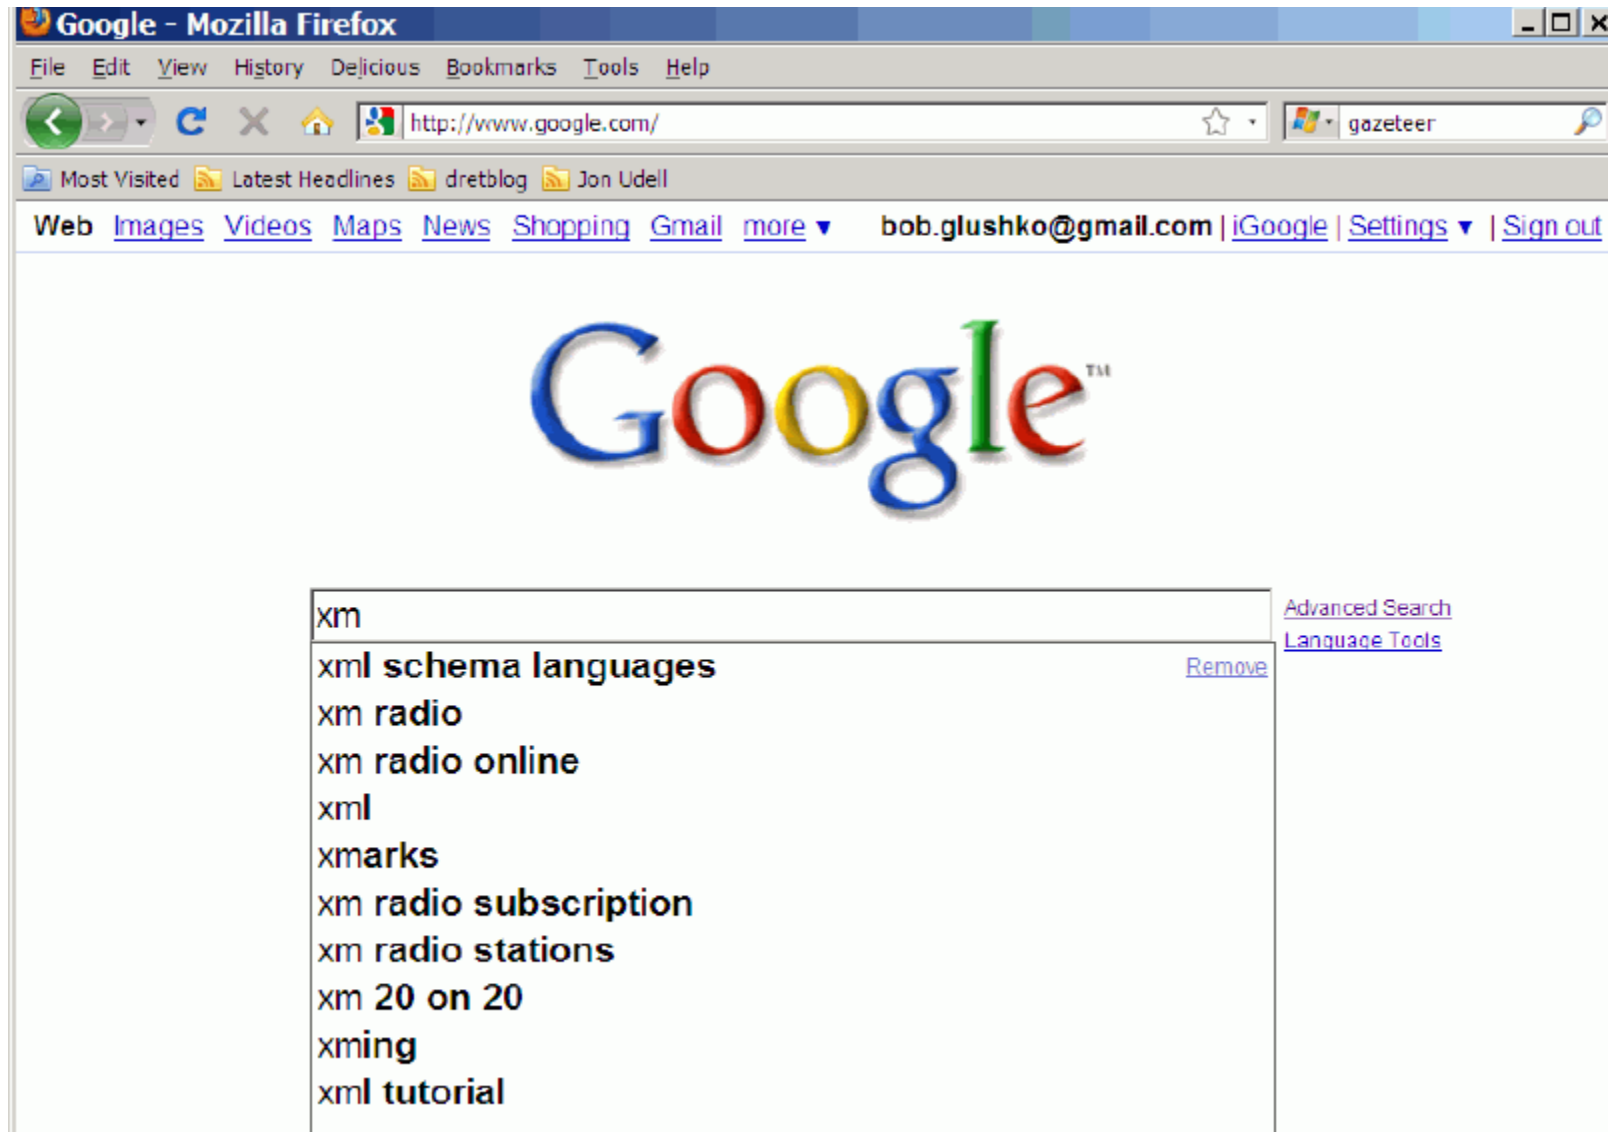 Google - Mozilla Firefox
File Edit View History Delicious Bookmarks Tools Help
http://www.google.com/ gazeteer
Most Visited Latest Headlines dretblog Jon Udell
Web Images Videos Maps News Shopping Gmail more ▼ bob.glushko@gmail.com | iGoogle | Settings ▼ | Sign out
Google™
xm Advanced Search
Language Tools
xml schema languages Remove
xm radio
xm radio online
xml
xmarks
xm radio subscription
xm radio stations
xm 20 on 20
xming
xml tutorial